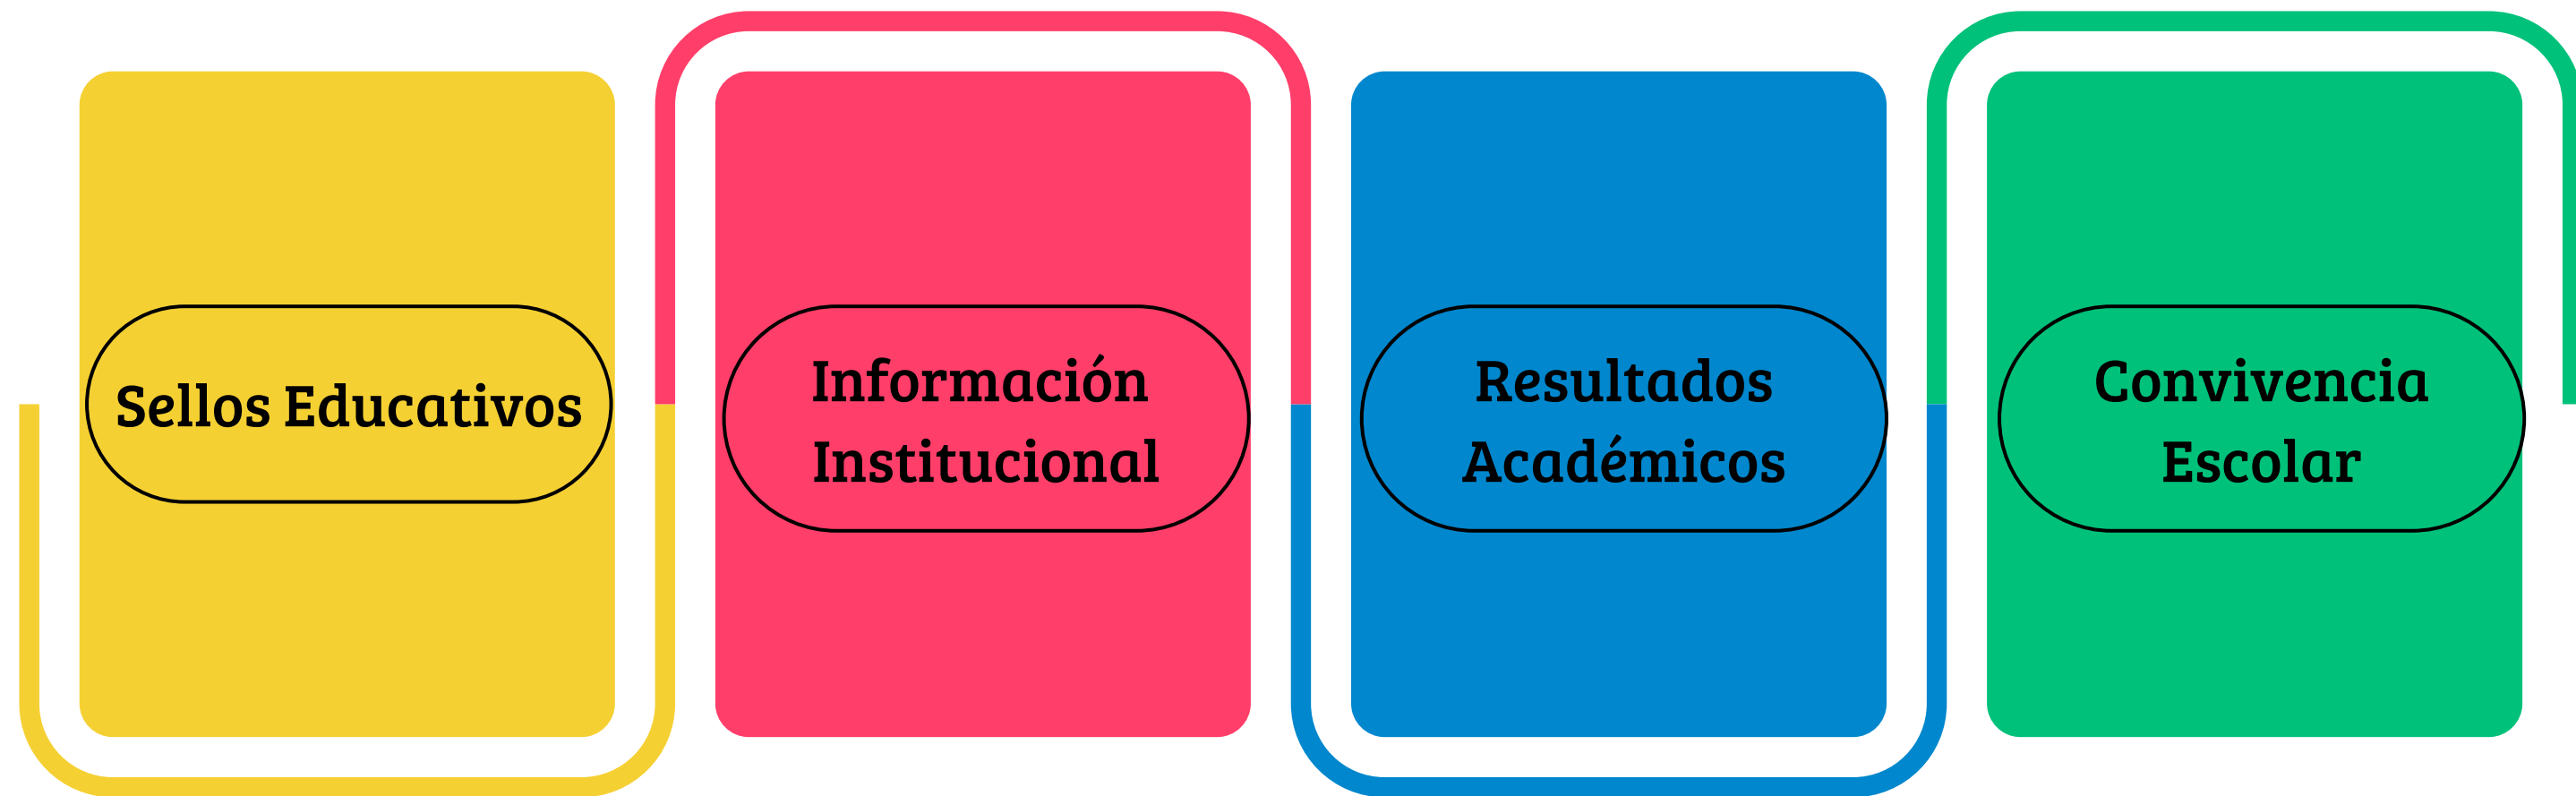 Sellos Educativos
Información
Institucional
Resultados
Académicos
Convivencia
Escolar